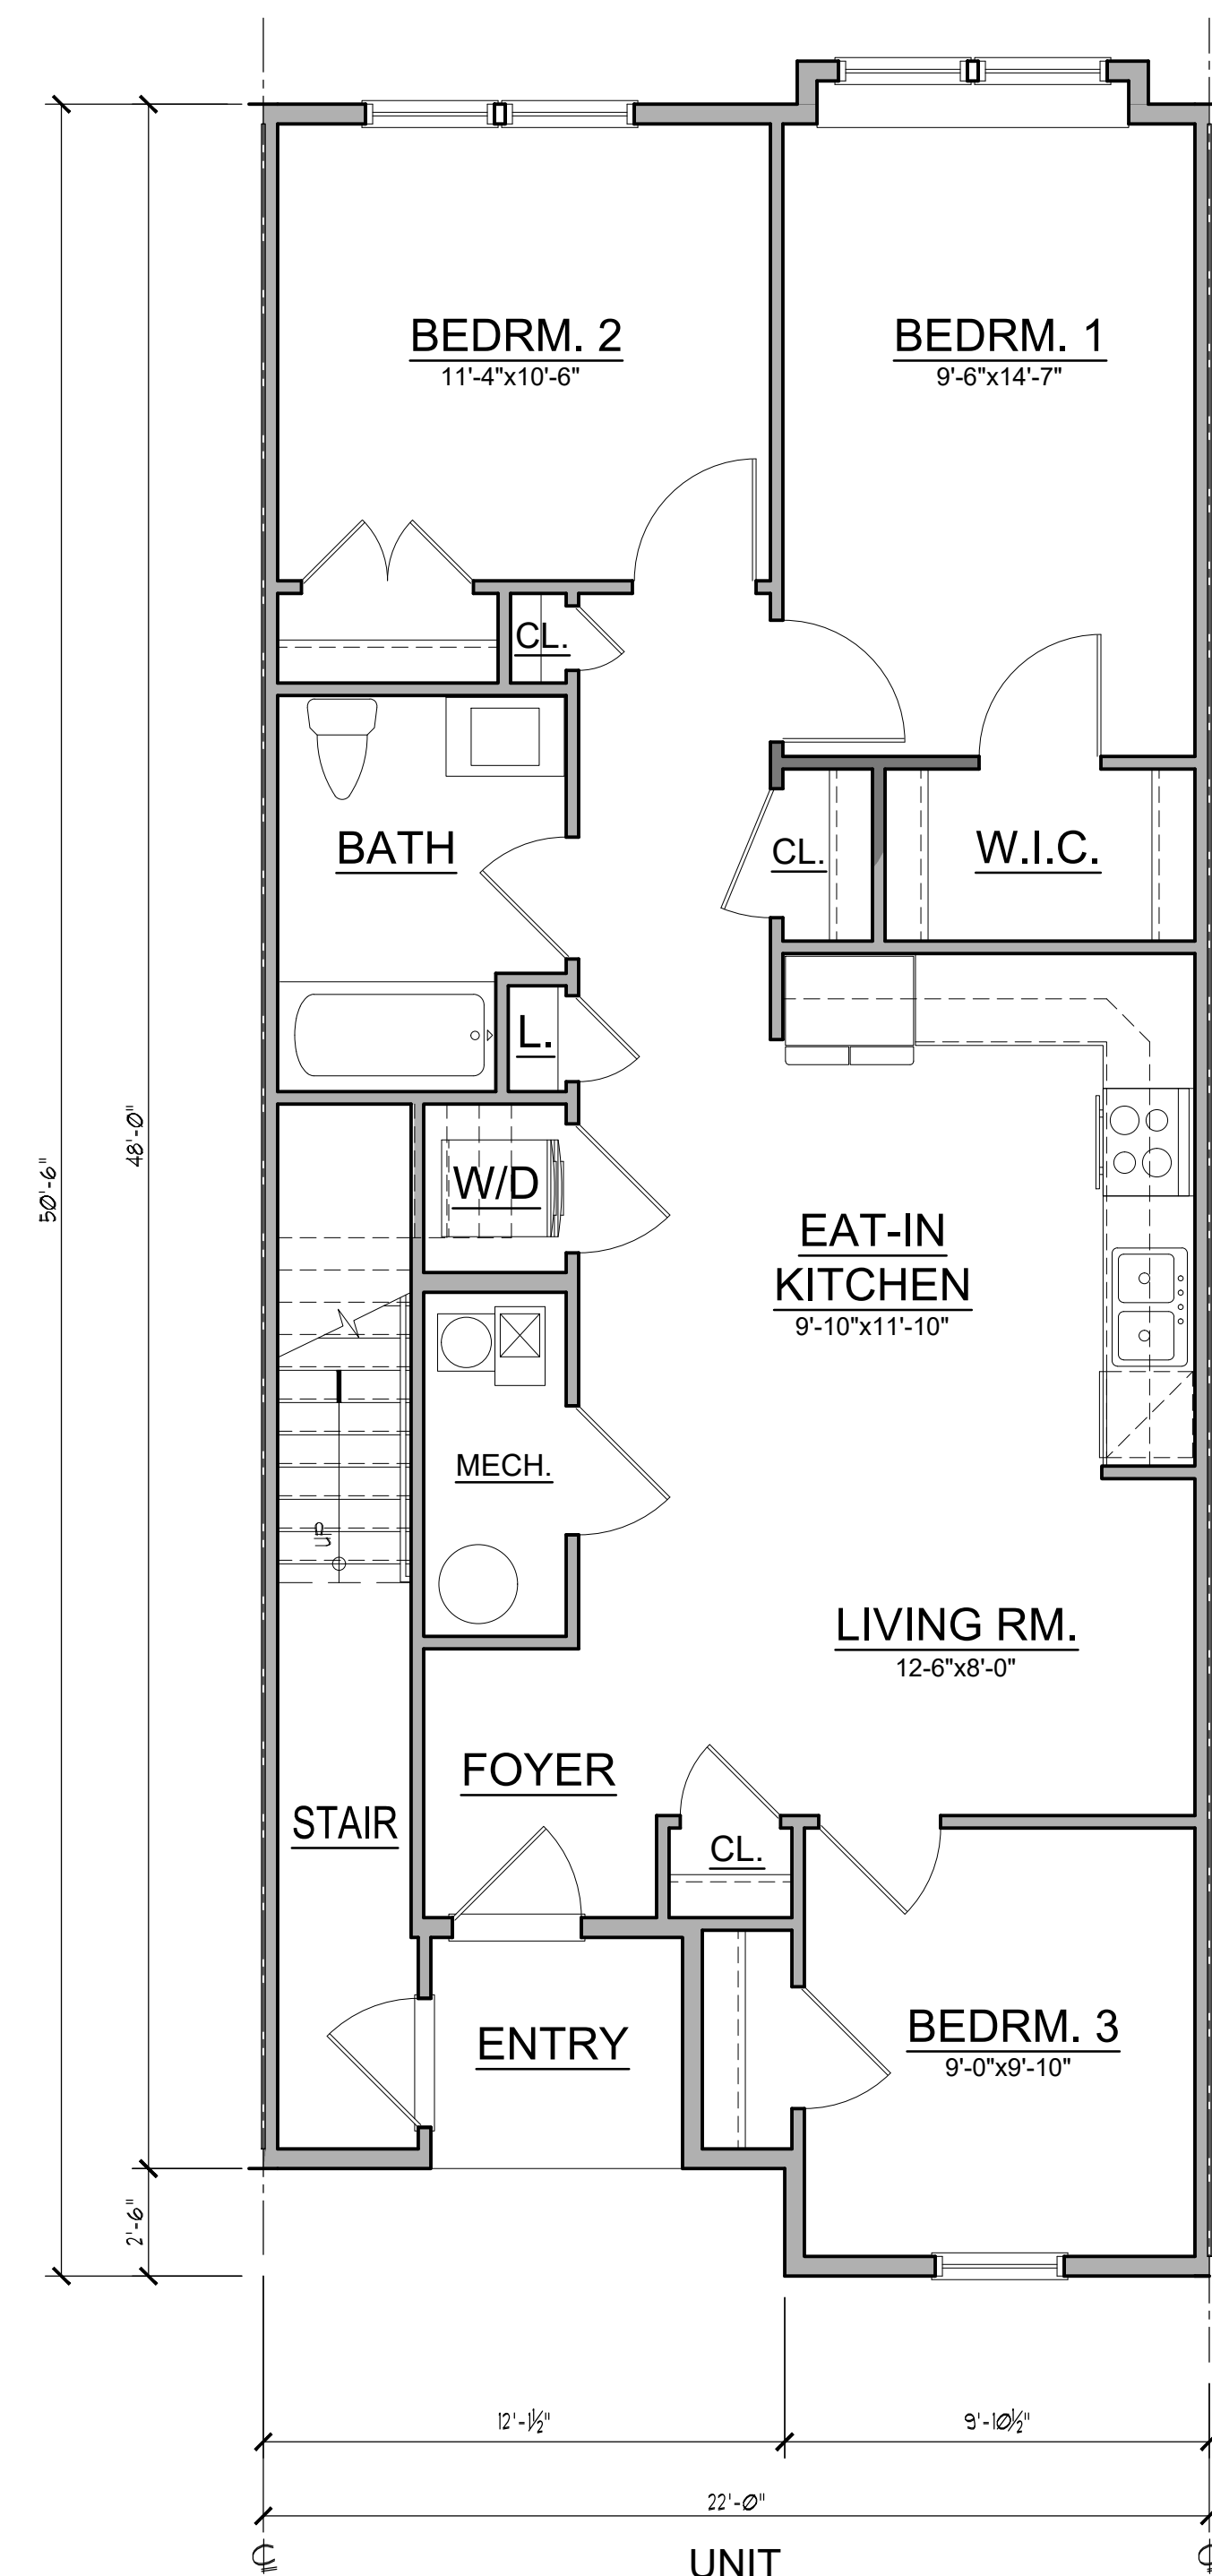 BEDRM. 2
11'-4"x10'-6"
BEDRM. 1
9'-6"x14'-7"
CL.
BATH
CL.
W.I.C.
L.
50'-6"
48'-0"
W/D
EAT-IN
KITCHEN
9'-10"x11'-10"
MECH.
UP
LIVING RM.
12-6"x8'-0"
FOYER
STAIR
CL.
ENTRY
BEDRM. 3
9'-0"x9'-10"
2'-6"
12'-1½"
9'-10½"
22'-0"
UNIT